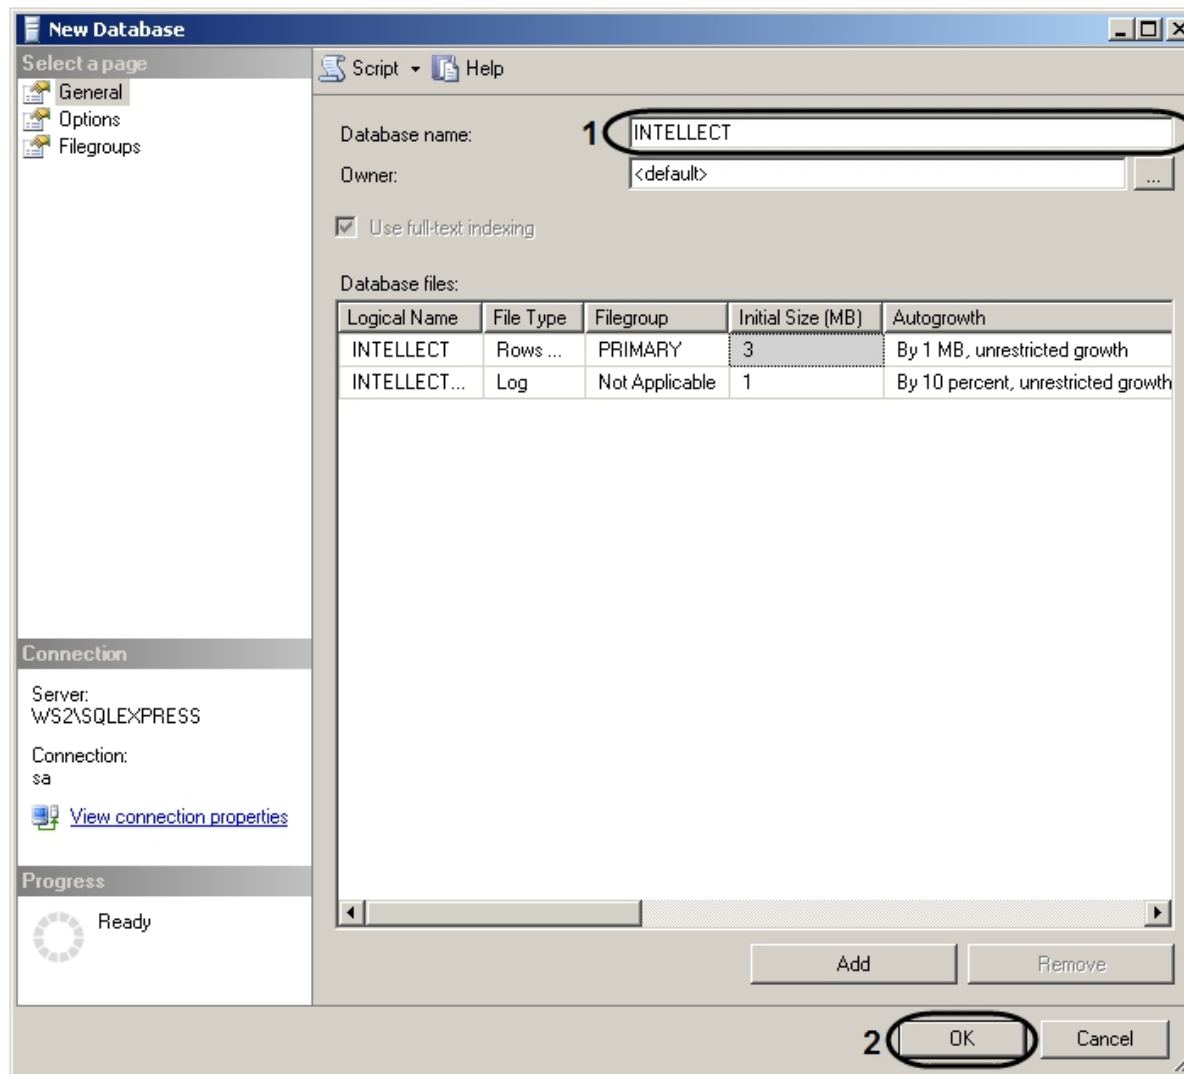 New Database
Select a page
General
Options
Filegroups
Script Help
Database name: 1 INTELLECT
Owner: <default> ...
Use full-text indexing
Database files:
Logical Name File Type Filegroup Initial Size (MB) Autogrowth
INTELLECT Rows ... PRIMARY 3 By 1 MB, unrestricted growth
INTELLECT... Log Not Applicable 1 By 10 percent, unrestricted growth
Connection
Server:
WS2\SQLEXPRESS
Connection:
sa
View connection properties
Progress
Ready
Add Remove
2 OK Cancel